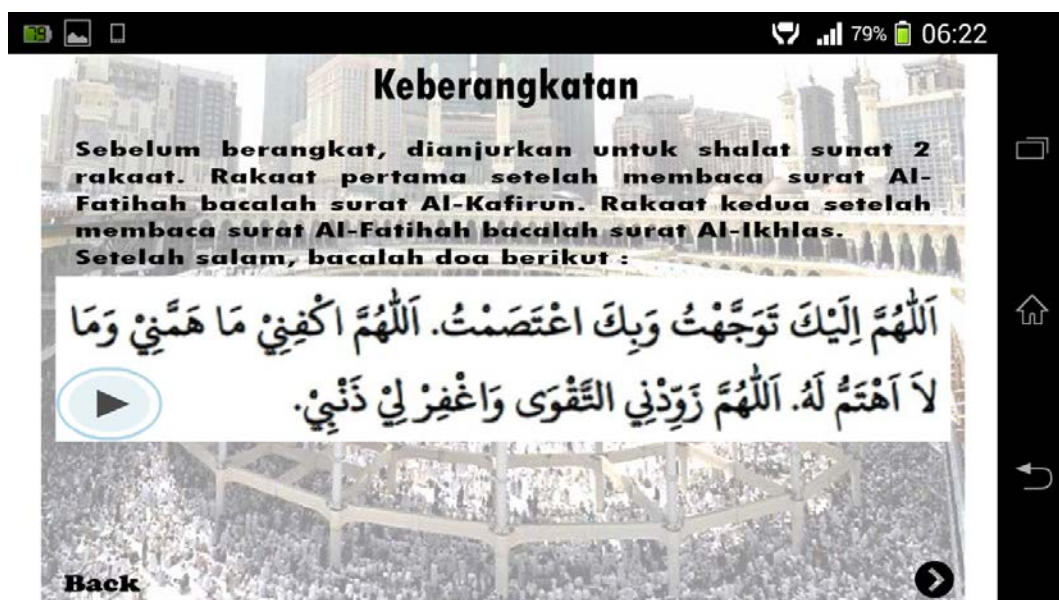 79% 06:22
Keberangkatan
Sebelum berangkat, dianjurkan untuk shalat sunat 2
rakaat. Rakaat pertama setelah membaca surat Al-
Fatihah bacalah surat Al-Kafirun. Rakaat kedua setelah
membaca surat Al-Fatihah bacalah surat Al-Ikhlas.
Setelah salam, bacalah doa berikut :
اَللّٰهُمَّ اِلَيْكَ تَوَجَّهْتُ وَبِكَ اعْتَصَمْتُ. اَللّٰهُمَّ اكْفِنِيْ مَا هَمَّنِيْ وَمَا
لاَ اَهْتَمُّ لَهُ. اَللّٰهُمَّ زَوِّدْنِي التَّقْوَى وَاغْفِرْ لِيْ ذَنْبِيْ.
Back